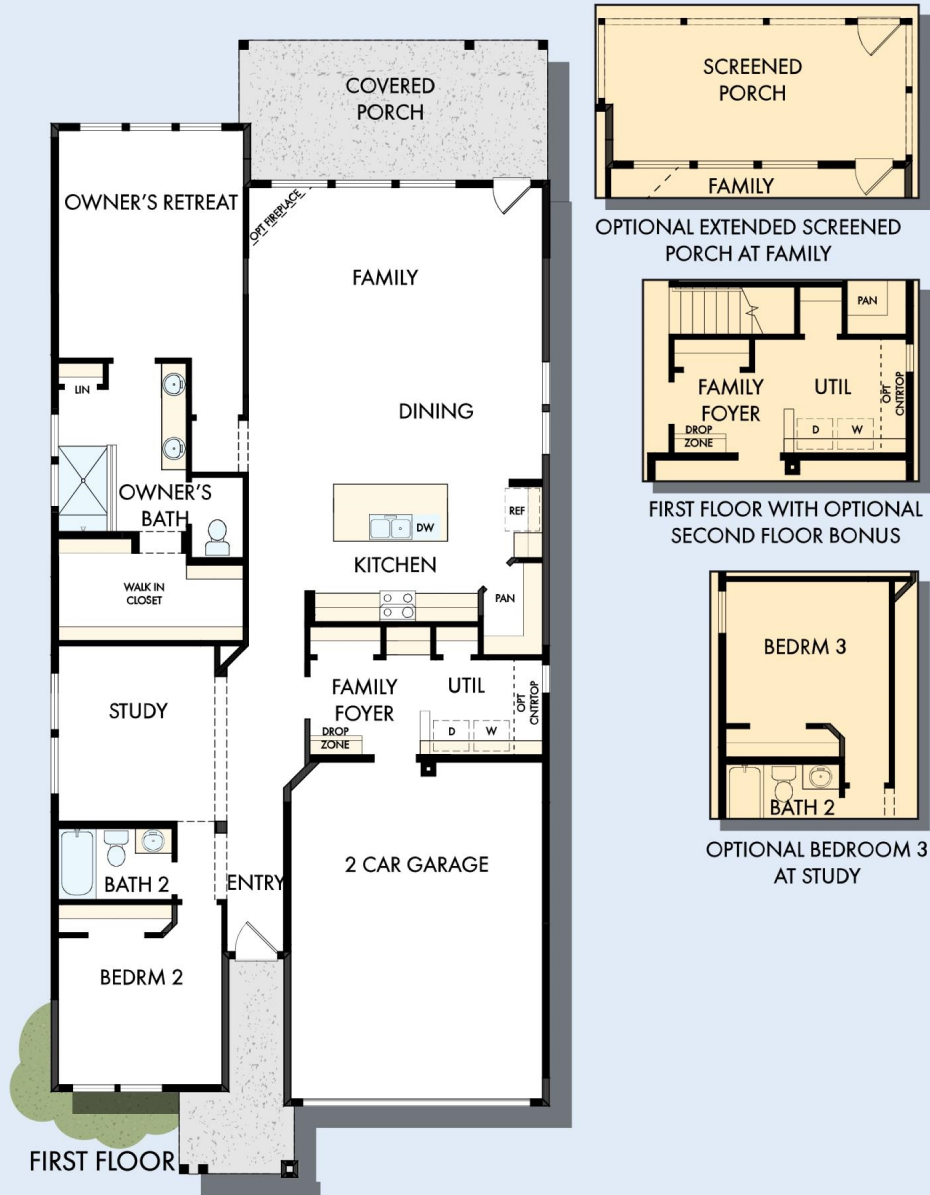 COVERED
PORCH
OWNER'S RETREAT
OPT FIREPLACE
FAMILY
LIN
DINING
OWNER'S
BATH
REF
DW
KITCHEN
WALK IN
CLOSET
PAN
STUDY
FAMILY
FOYER
UTIL
OPT
CNTRTOP
DROP
ZONE
D
W
BATH 2
ENTRY
2 CAR GARAGE
BEDRM 2
FIRST FLOOR
SCREENED
PORCH
FAMILY
OPTIONAL EXTENDED SCREENED
PORCH AT FAMILY
PAN
FAMILY
FOYER
UTIL
OPT
CNTRTOP
DROP
ZONE
D
W
FIRST FLOOR WITH OPTIONAL
SECOND FLOOR BONUS
BEDRM 3
BATH 2
OPTIONAL BEDROOM 3
AT STUDY